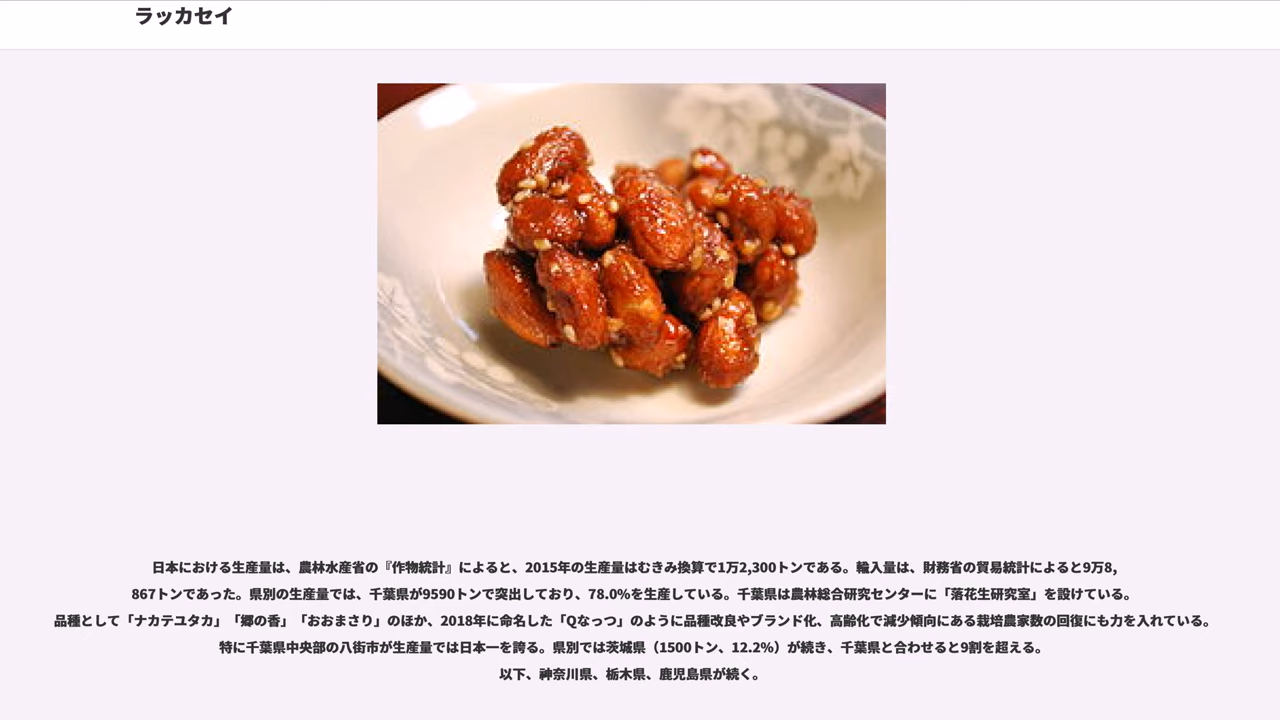 ラッカセイ
日本における生産量は、農林水産省の『作物統計』によると、2015年の生産量はむきみ換算で1万2,300トンである。輸入量は、財務省の貿易統計によると9万8,
867トンであった。県別の生産量では、千葉県が9590トンで突出しており、78.0%を生産している。千葉県は農林総合研究センターに「落花生研究室」を設けている。
品種として「ナカテユタカ」「郷の香」「おおまさり」のほか、2018年に命名した「Qなっつ」のように品種改良やブランド化、高齢化で減少傾向にある栽培農家数の回復にも力を入れている。
特に千葉県中央部の八街市が生産量では日本一を誇る。県別では茨城県（1500トン、12.2%）が続き、千葉県と合わせると9割を超える。
以下、神奈川県、栃木県、鹿児島県が続く。